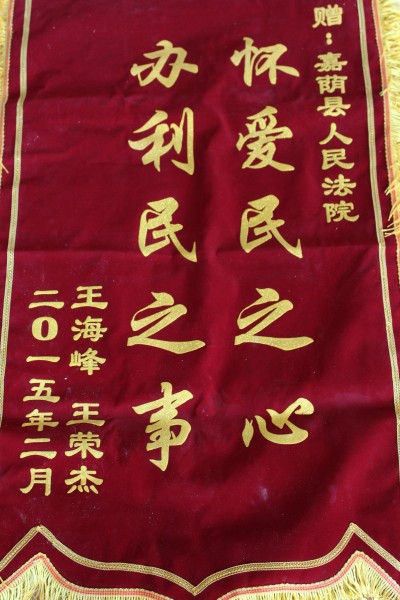 赠：嘉荫县人民法院
怀爱民之心
办利民之事
王海峰 王荣杰
二〇一五年二月